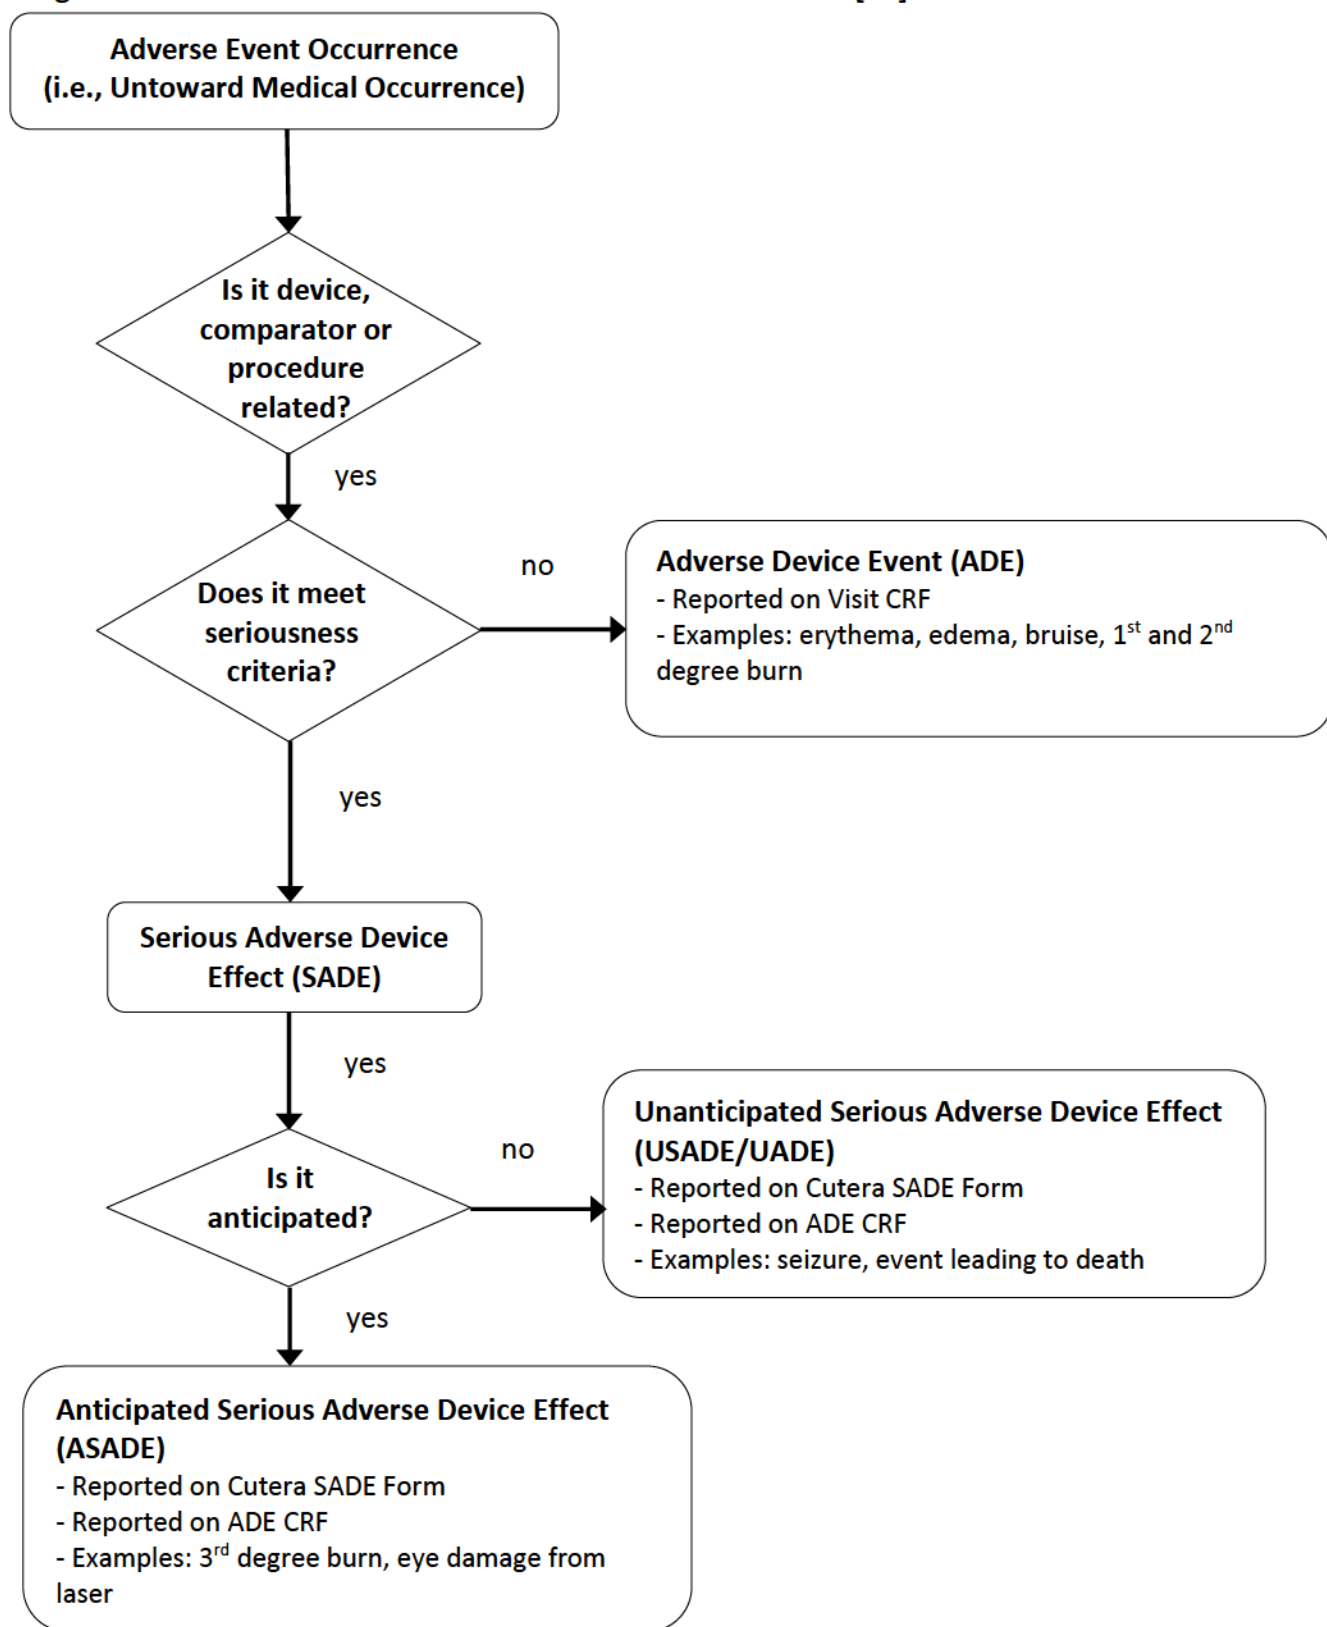 Adverse Event Occurrence
(i.e., Untoward Medical Occurrence)
Is it device,
comparator or
procedure
related?
yes
Does it meet
seriousness
criteria?
no
Adverse Device Event (ADE)
- Reported on Visit CRF
- Examples: erythema, edema, bruise, 1st and 2nd
degree burn
yes
Serious Adverse Device
Effect (SADE)
yes
Is it
anticipated?
no
Unanticipated Serious Adverse Device Effect
(USADE/UADE)
- Reported on Cutera SADE Form
- Reported on ADE CRF
- Examples: seizure, event leading to death
yes
Anticipated Serious Adverse Device Effect
(ASADE)
- Reported on Cutera SADE Form
- Reported on ADE CRF
- Examples: 3rd degree burn, eye damage from
laser